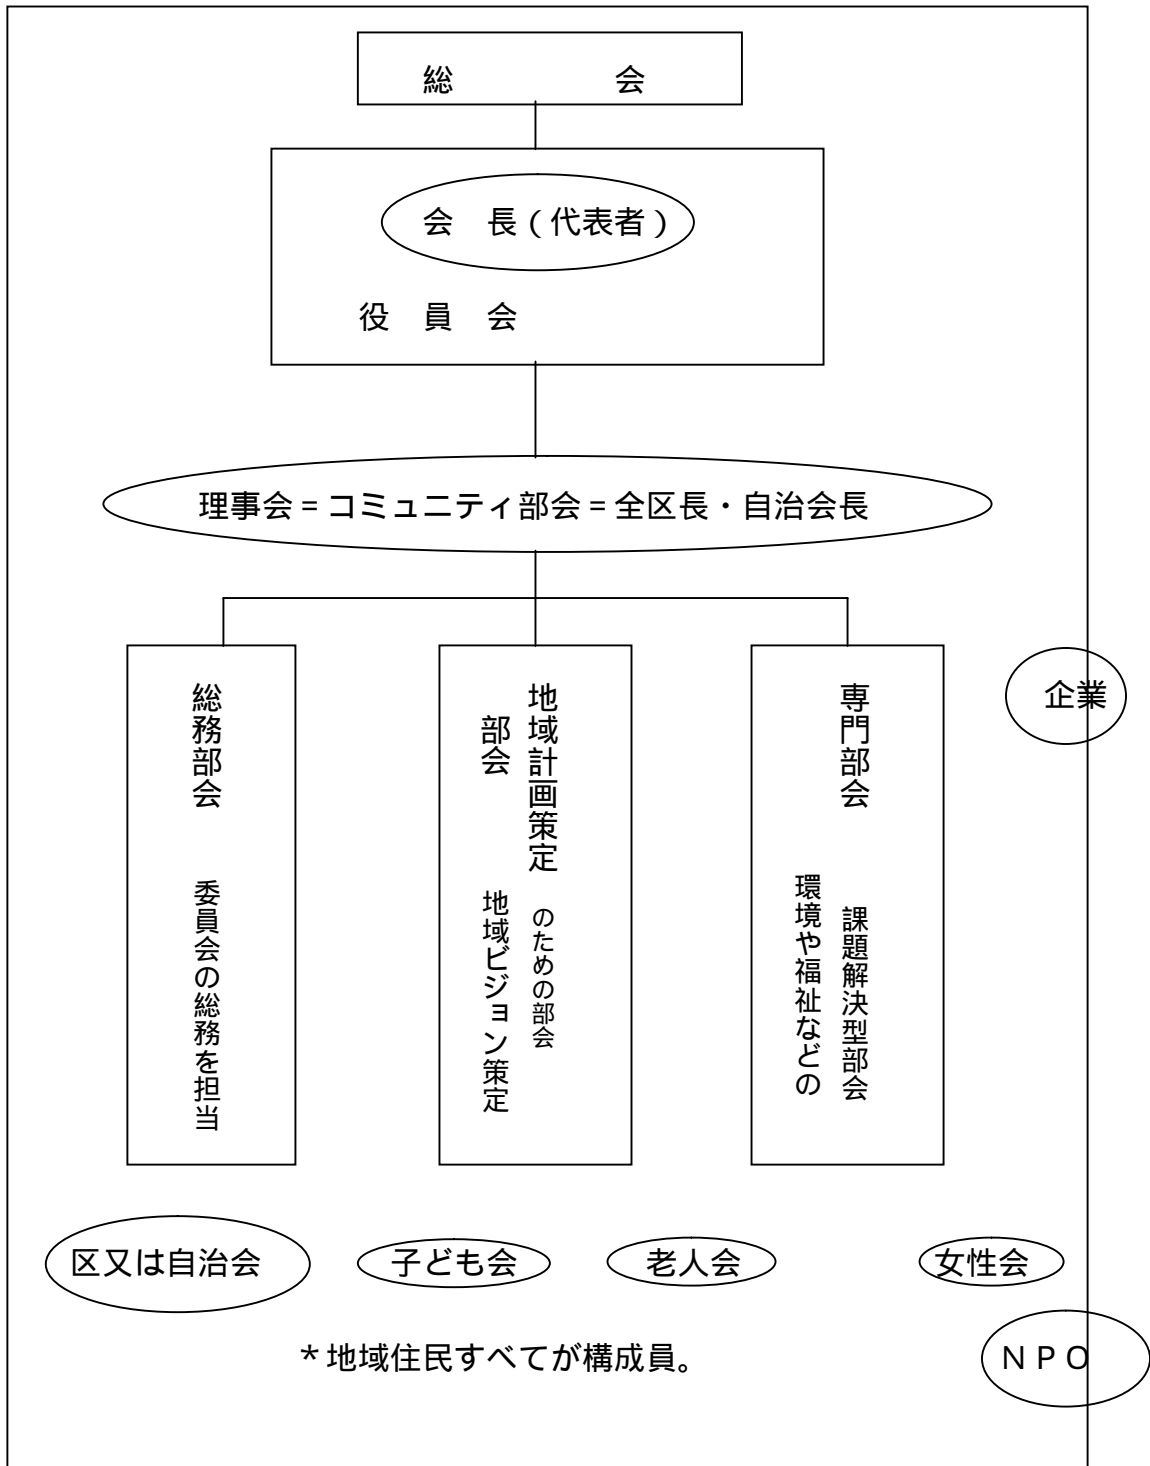 総　　　　　会
会　長（代表者）
役　員　会
理事会=コミュニティ部会=全区長・自治会長
総務部会
委員会の総務を担当
地域計画策定
部会
地域ビジョン策定
のための部会
専門部会
環境や福祉などの
課題解決型部会
企業
区又は自治会
子ども会
老人会
女性会
*地域住民すべてが構成員。
ＮＰＯ